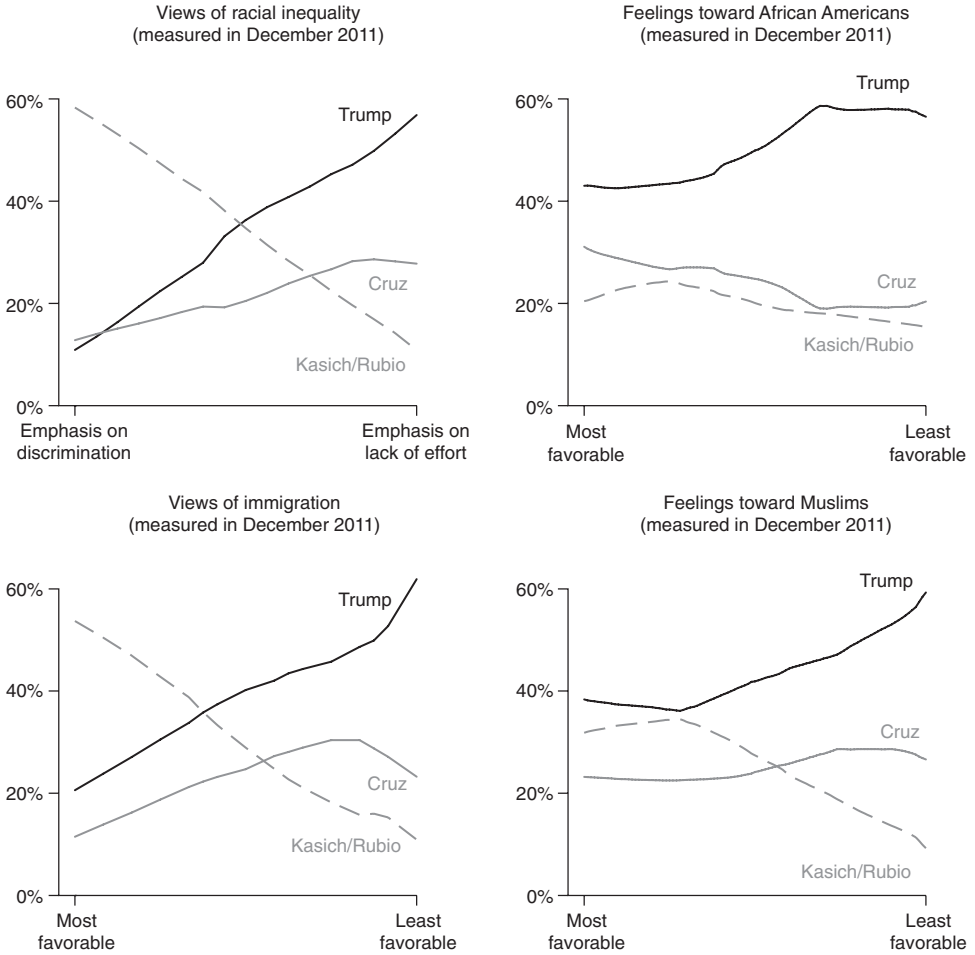 Views of racial inequality
(measured in December 2011)
60%
40%
20%
0%
Trump
Cruz
Kasich/Rubio
Emphasis on
discrimination
Emphasis on
lack of effort
Feelings toward African Americans
(measured in December 2011)
60%
40%
20%
0%
Trump
Cruz
Kasich/Rubio
Most
favorable
Least
favorable
Views of immigration
(measured in December 2011)
60%
40%
20%
0%
Trump
Cruz
Kasich/Rubio
Most
favorable
Least
favorable
Feelings toward Muslims
(measured in December 2011)
60%
40%
20%
0%
Trump
Cruz
Kasich/Rubio
Most
favorable
Least
favorable